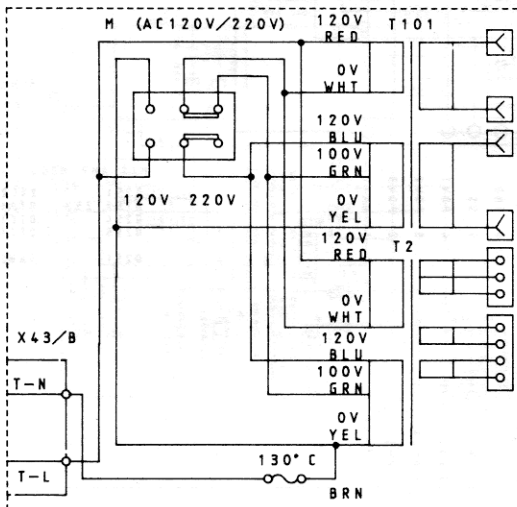 M (AC120V/220V)
120V
RED
T101
0V
WHT
120V
BLU
100V
GRN
0V
YEL
120V 220V
T2
120V
RED
0V
WHT
120V
BLU
100V
GRN
0V
YEL
X43/B
T-N
T-L
130°C
BRN